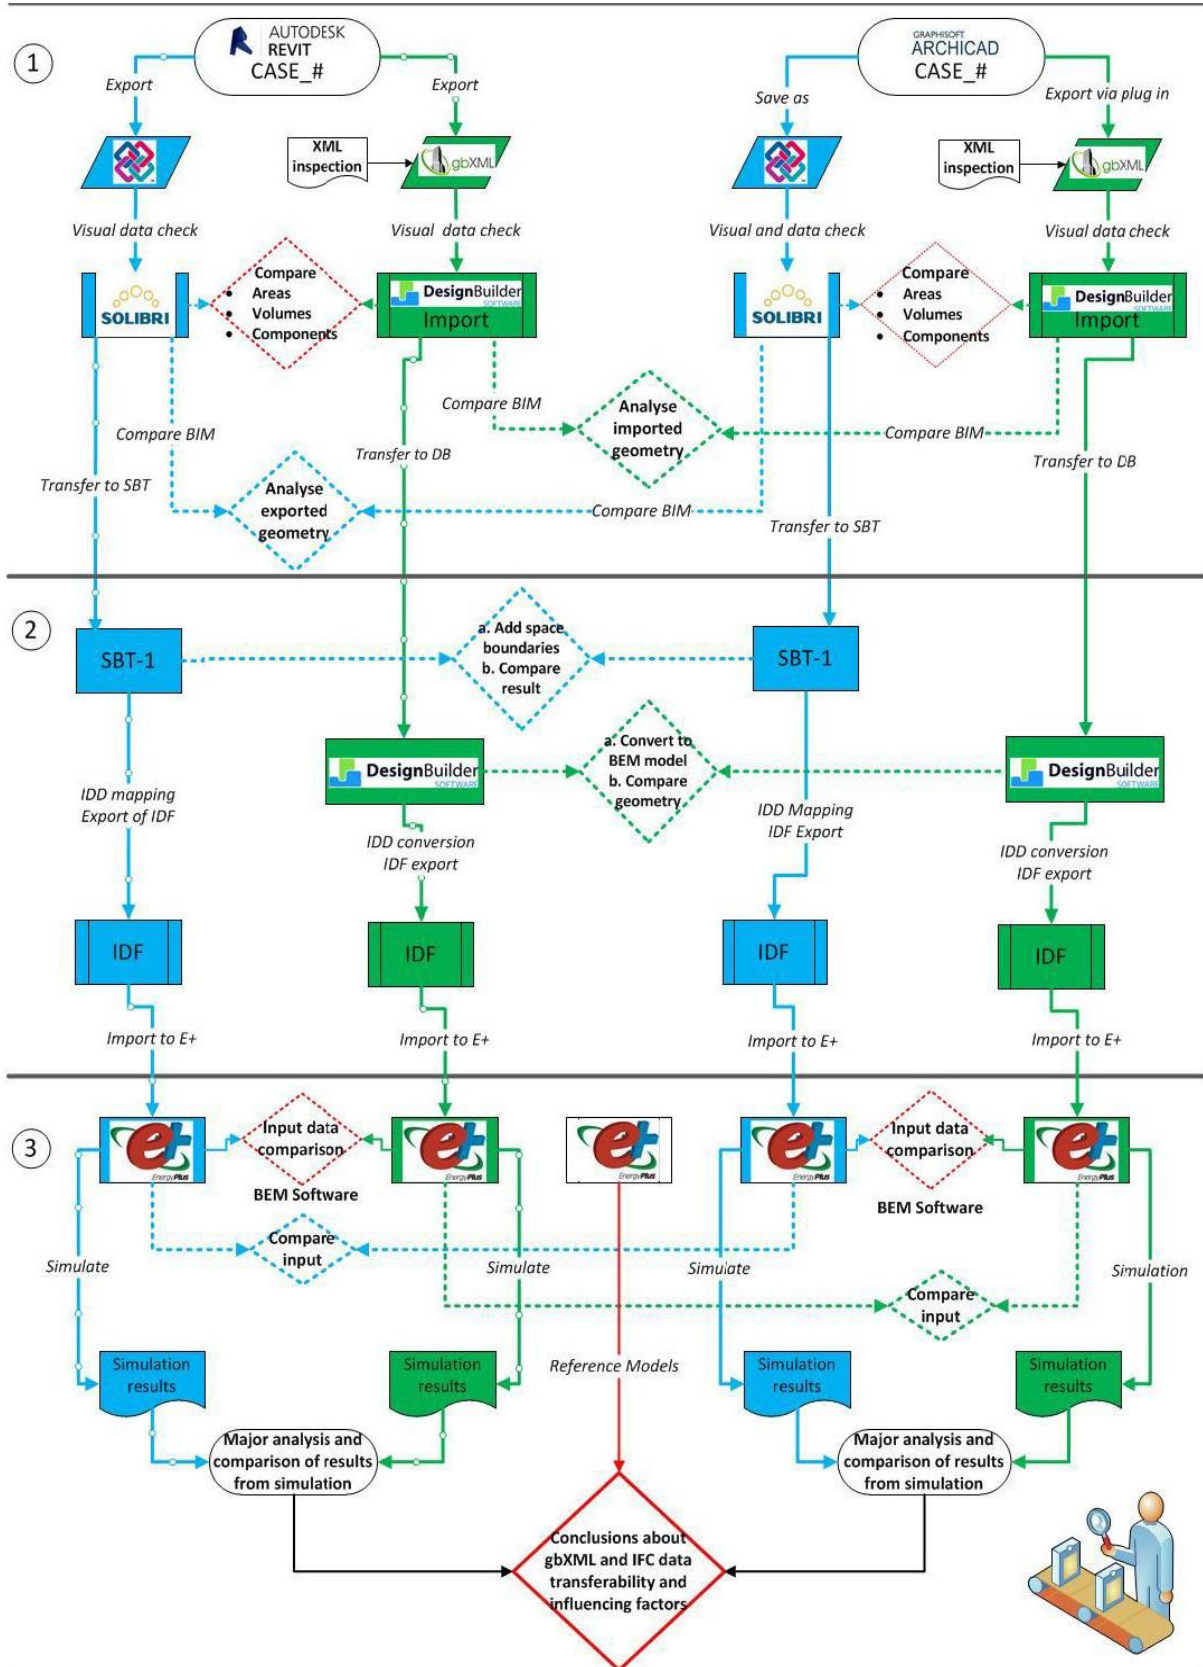 AUTODESK
REVIT
CASE_#
GRAPHISOFT
ARCHICAD
CASE_#
1
Export
Export
Save as
Export via plug in
XML
inspection
gbXML
XML
inspection
gbXML
Visual data check
Visual data check
Visual and data check
Visual data check
SOLIBRI
Compare
• Areas
• Volumes
• Components
DesignBuilder
SOFTWARE
Import
SOLIBRI
Compare
• Areas
• Volumes
• Components
DesignBuilder
SOFTWARE
Import
Compare BIM
Compare BIM
Analyse
imported
geometry
Compare BIM
Transfer to DB
Transfer to DB
Transfer to SBT
Analyse
exported
geometry
Compare BIM
Transfer to SBT
2
SBT-1
a. Add space
boundaries
b. Compare
result
SBT-1
DesignBuilder
SOFTWARE
a. Convert to
BEM model
b. Compare
geometry
DesignBuilder
SOFTWARE
IDD mapping
Export of IDF
IDD conversion
IDF export
IDD Mapping
IDF Export
IDD conversion
IDF export
IDF
IDF
IDF
IDF
Import to E+
Import to E+
Import to E+
Import to E+
3
e+
EnergyPlus
Input data
comparison
BEM Software
e+
EnergyPlus
e+
EnergyPlus
e+
EnergyPlus
Input data
comparison
BEM Software
e+
EnergyPlus
Compare
input
Simulate
Simulate
Simulate
Simulation
Compare
input
Simulation
results
Simulation
results
Reference Models
Simulation
results
Simulation
results
Major analysis and
comparison of results
from simulation
Major analysis and
comparison of results
from simulation
Conclusions about
gbXML and IFC data
transferability and
influencing factors